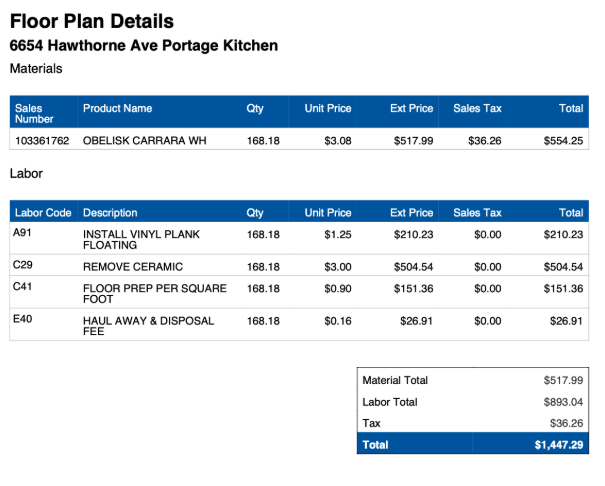 Floor Plan Details
6654 Hawthorne Ave Portage Kitchen
Materials
Sales Number Product Name Qty Unit Price Ext Price Sales Tax Total
103361762 OBELISK CARRARA WH 168.18 $3.08 $517.99 $36.26 $554.25
Labor
Labor Code Description Qty Unit Price Ext Price Sales Tax Total
A91 INSTALL VINYL PLANK 168.18 $1.25 $210.23 $0.00 $210.23
FLOATING
C29 REMOVE CERAMIC 168.18 $3.00 $504.54 $0.00 $504.54
C41 FLOOR PREP PER SQUARE 168.18 $0.90 $151.36 $0.00 $151.36
FOOT
E40 HAUL AWAY & DISPOSAL 168.18 $0.16 $26.91 $0.00 $26.91
FEE
Material Total $517.99
Labor Total $893.04
Tax $36.26
Total $1,447.29